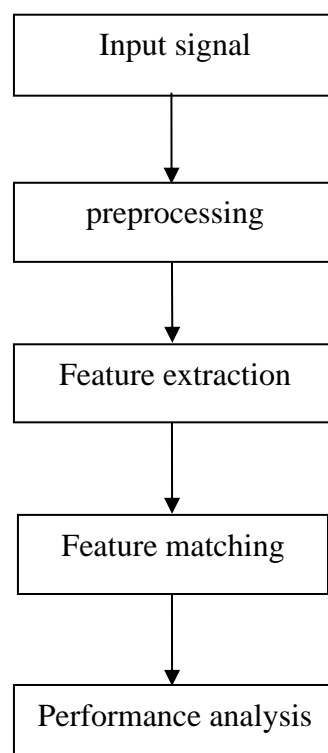 Input signal
preprocessing
Feature extraction
Feature matching
Performance analysis